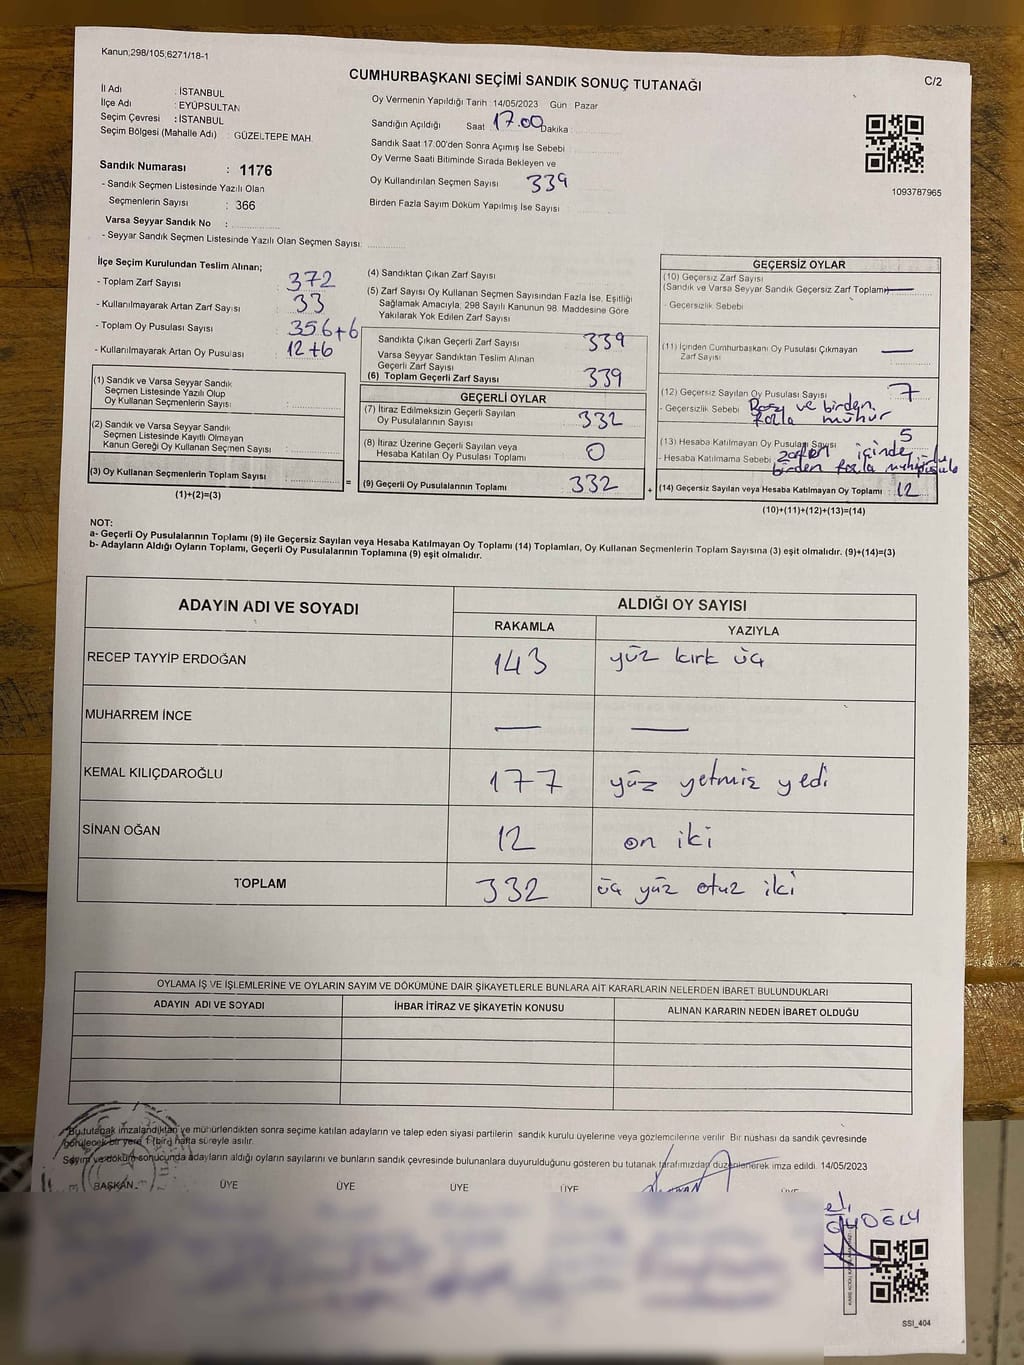 Kanun;298/105;6271/18-1
C/2
CUMHURBAŞKANI SEÇİMİ SANDIK SONUÇ TUTANAĞI
İl Adı : İSTANBUL
İlçe Adı : EYÜPSULTAN
Seçim Çevresi : İSTANBUL
Seçim Bölgesi (Mahalle Adı) : GÜZELTEPE MAH.
Sandık Numarası : 1176
- Sandık Seçmen Listesinde Yazılı Olan
Seçmenlerin Sayısı : 366
Varsa Seyyar Sandık No :
- Seyyar Sandık Seçmen Listesinde Yazılı Olan Seçmen Sayısı:
Oy Vermenin Yapıldığı Tarih : 14/05/2023 Gün : Pazar
Sandığın Açıldığı Saat 17.00 Dakika :
Sandık Saat 17:00'den Sonra Açımış İse Sebebi :
Oy Verme Saati Bitiminde Sırada Bekleyen ve
Oy Kullandırılan Seçmen Sayısı 339
Birden Fazla Sayım Döküm Yapılmış İse Sayısı
1093787965
İlçe Seçim Kurulundan Teslim Alınan;
- Toplam Zarf Sayısı : 372
- Kullanılmayarak Artan Zarf Sayısı : 33
- Toplam Oy Pusulası Sayısı : 356+6
- Kullanılmayarak Artan Oy Pusulası : 12+6
(1) Sandık ve Varsa Seyyar Sandık
Seçmen Listesinde Yazılı Olup
Oy Kullanan Seçmenlerin Sayısı :
(2) Sandık ve Varsa Seyyar Sandık
Seçmen Listesinde Kayıtlı Olmayan
Kanun Gereği Oy Kullanan Seçmen Sayısı :
(3) Oy Kullanan Seçmenlerin Toplam Sayısı :
(1)+(2)=(3)
(4) Sandıktan Çıkan Zarf Sayısı
(5) Zarf Sayısı Oy Kullanan Seçmen Sayısından Fazla İse, Eşitliği
Sağlamak Amacıyla, 298 Sayılı Kanunun 98. Maddesine Göre
Yakılarak Yok Edilen Zarf Sayısı
Sandıkta Çıkan Geçerli Zarf Sayısı 339
Varsa Seyyar Sandıktan Teslim Alınan
Geçerli Zarf Sayısı
(6) Toplam Geçerli Zarf Sayısı 339
GEÇERLİ OYLAR
(7) İtiraz Edilmeksizin Geçerli Sayılan
Oy Pusulalarının Sayısı 332
(8) İtiraz Üzerine Geçerli Sayılan veya
Hesaba Katılan Oy Pusulası Toplamı 0
= (9) Geçerli Oy Pusulalarının Toplamı 332
GEÇERSİZ OYLAR
(10) Geçersiz Zarf Sayısı
(Sandık ve Varsa Seyyar Sandık Geçersiz Zarf Toplamı) —
- Geçersizlik Sebebi
(11) İçinden Cumhurbaşkanı Oy Pusulası Çıkmayan
Zarf Sayısı —
(12) Geçersiz Sayılan Oy Pusulası Sayısı 7
- Geçersizlik Sebebi ve birden
fazla mühür
(13) Hesaba Katılmayan Oy Pusulası Sayısı 5
- Hesaba Katılmama Sebebi içinde
birden fazla
+ (14) Geçersiz Sayılan veya Hesaba Katılmayan Oy Toplamı : 12
(10)+(11)+(12)+(13)=(14)
NOT:
a- Geçerli Oy Pusulalarının Toplamı (9) ile Geçersiz Sayılan veya Hesaba Katılmayan Oy Toplamı (14) Toplamları, Oy Kullanan Seçmenlerin Toplam Sayısına (3) eşit olmalıdır. (9)+(14)=(3)
b- Adayların Aldığı Oyların Toplamı, Geçerli Oy Pusulalarının Toplamına (9) eşit olmalıdır.
ADAYIN ADI VE SOYADI
ALDIĞI OY SAYISI
RAKAMLA YAZIYLA
RECEP TAYYİP ERDOĞAN 143 yüz kırk üç
MUHARREM İNCE — —
KEMAL KILIÇDAROĞLU 177 yüz yetmiş yedi
SİNAN OĞAN 12 on iki
TOPLAM 332 üç yüz otuz iki
OYLAMA İŞ VE İŞLEMLERİNE VE OYLARIN SAYIM VE DÖKÜMÜNE DAİR ŞİKAYETLERLE BUNLARA AİT KARARLARIN NELERDEN İBARET BULUNDUKLARI
ADAYIN ADI VE SOYADI İHBAR İTİRAZ VE ŞİKAYETİN KONUSU ALINAN KARARIN NEDEN İBARET OLDUĞU
Bu tutanak imzalandıktan ve mühürlendikten sonra seçime katılan adayların ve talep eden siyasi partilerin sandık kurulu üyelerine veya gözlemcilerine verilir. Bir nüshası da sandık çevresinde
görülecek bir yere 1 (bir) hafta süreyle asılır.
Sayım ve döküm sonucunda adayların aldığı oyların sayılarını ve bunların sandık çevresinde bulunanlara duyurulduğunu gösteren bu tutanak tarafımızdan düzenlenerek imza edildi. 14/05/2023
BAŞKAN ÜYE ÜYE ÜYE ÜYE ÜYE
SSI_404